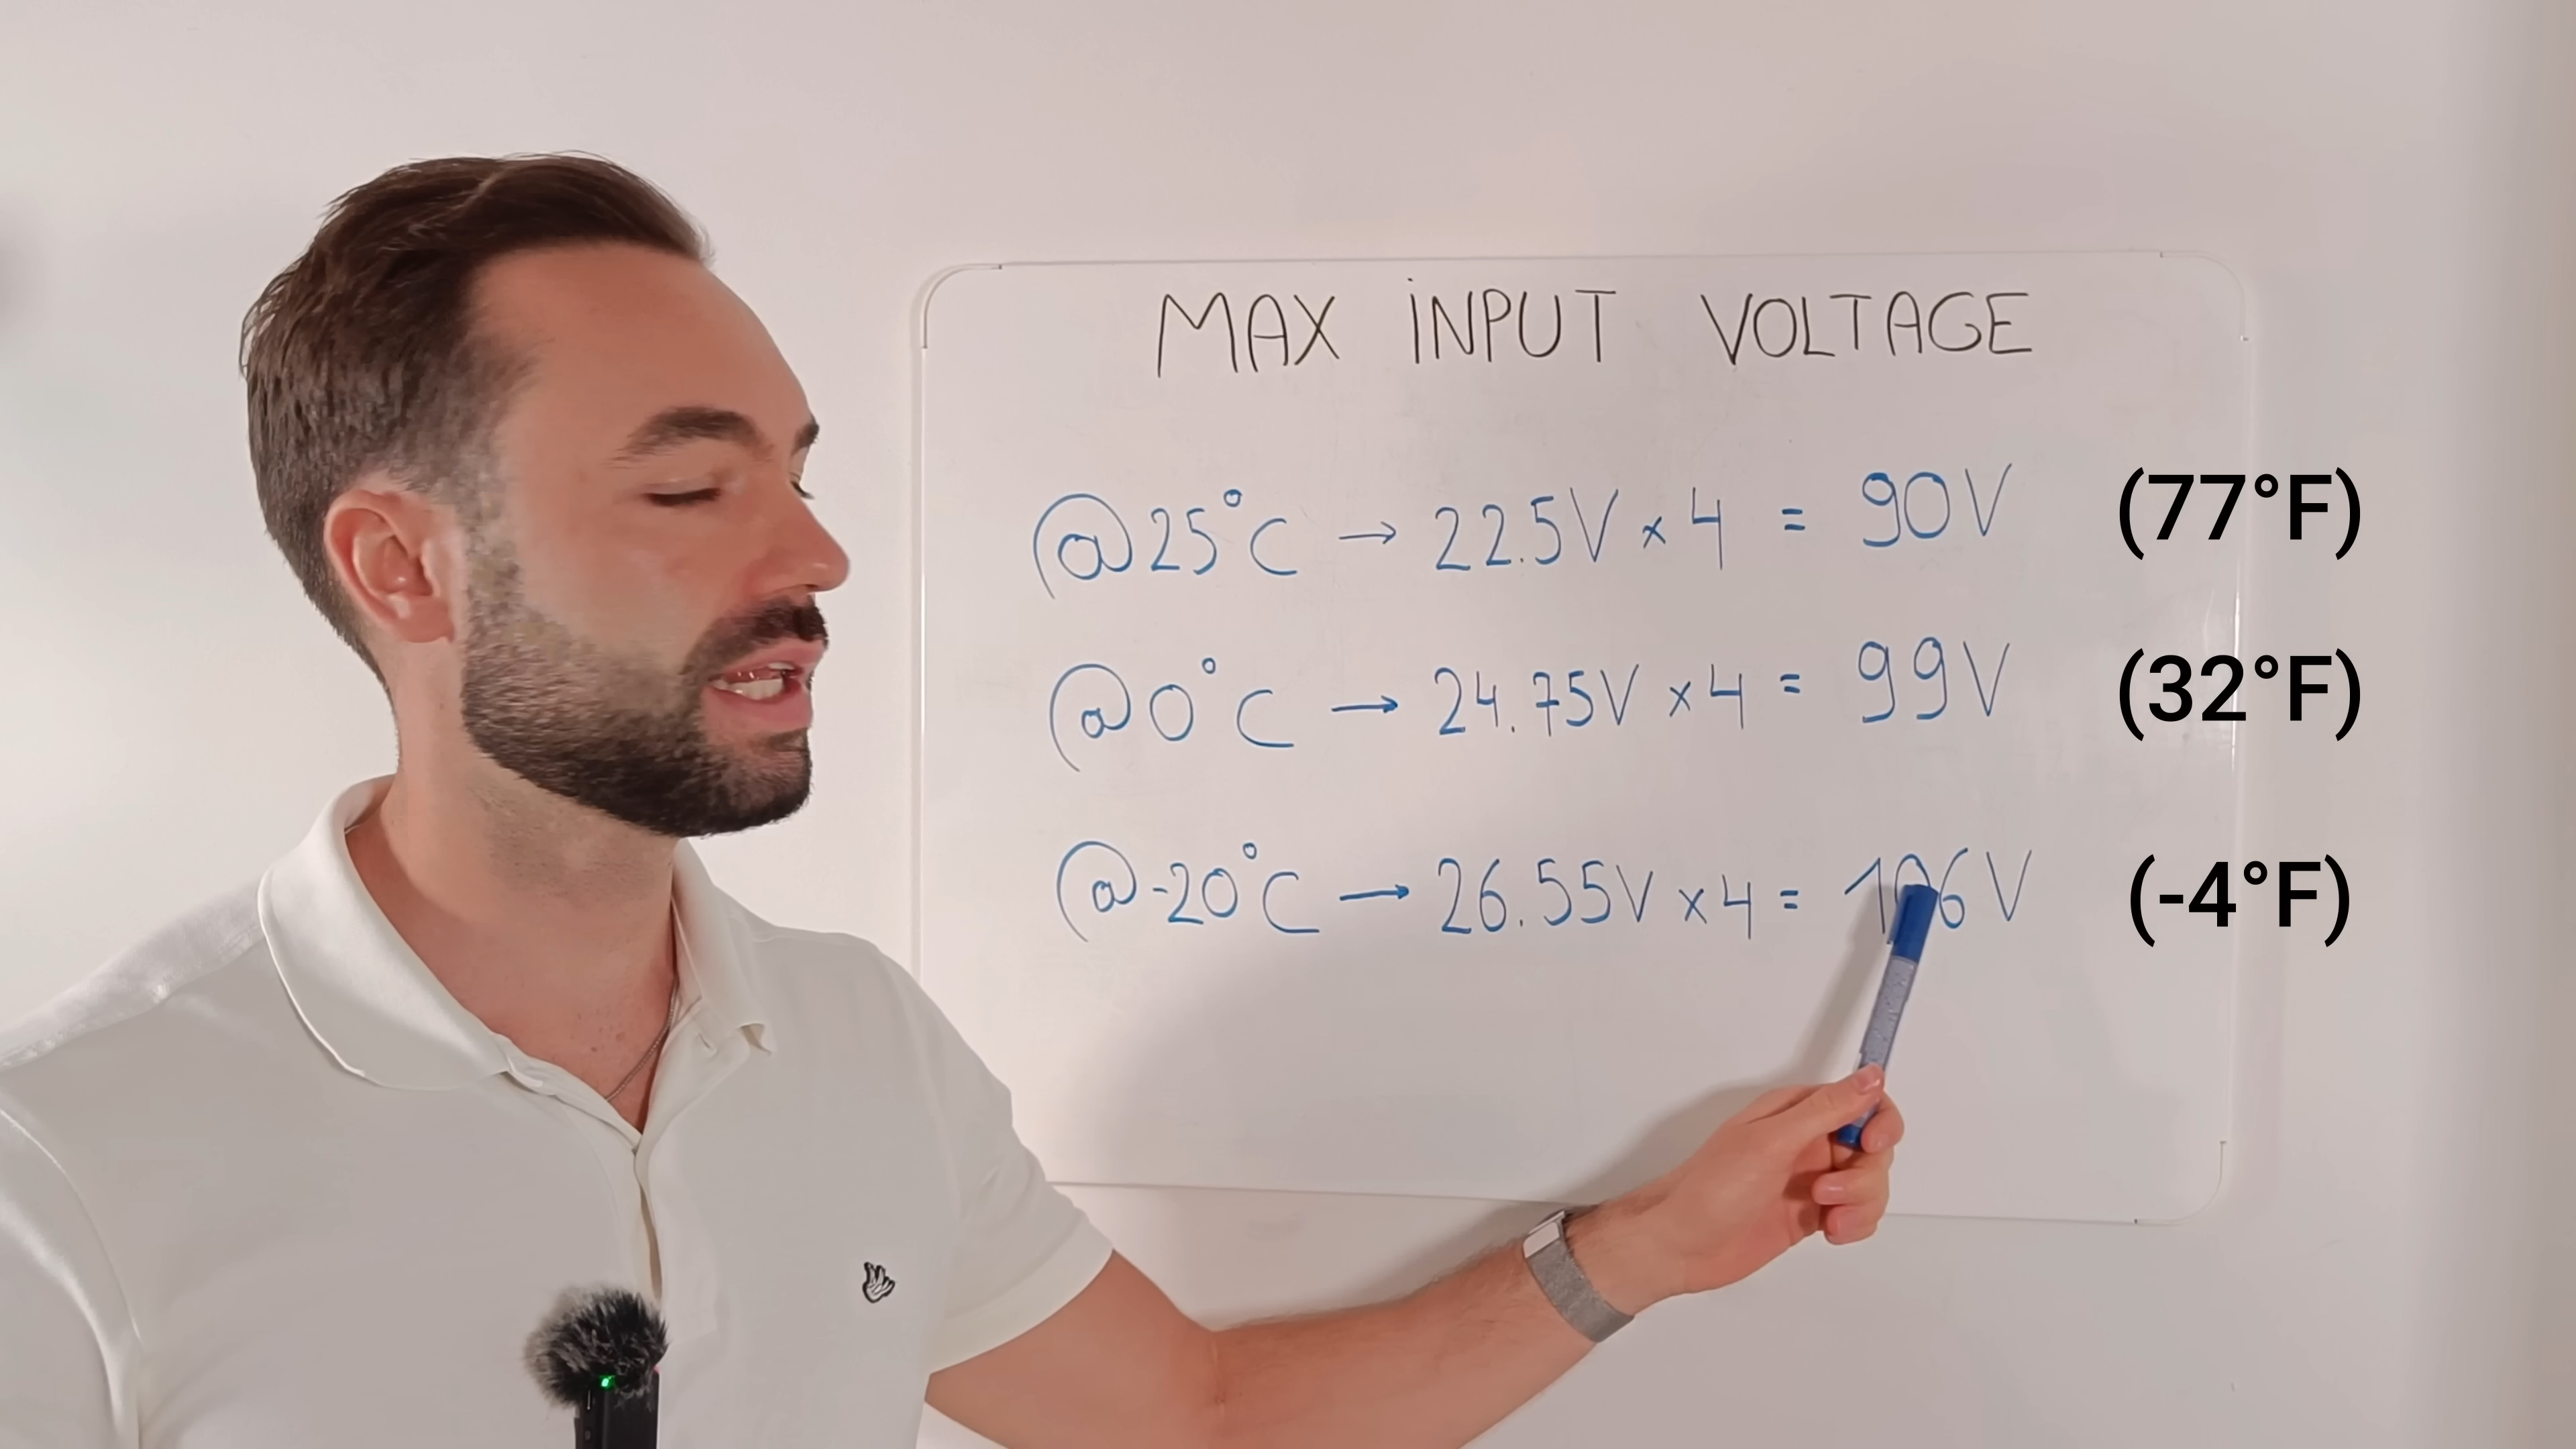 MAX INPUT VOLTAGE
@ 25°C → 22.5V x 4 = 90V (77°F)
@ 0°C → 24.75V x 4 = 99V (32°F)
@ -20°C → 26.55V x 4 = 106V (-4°F)